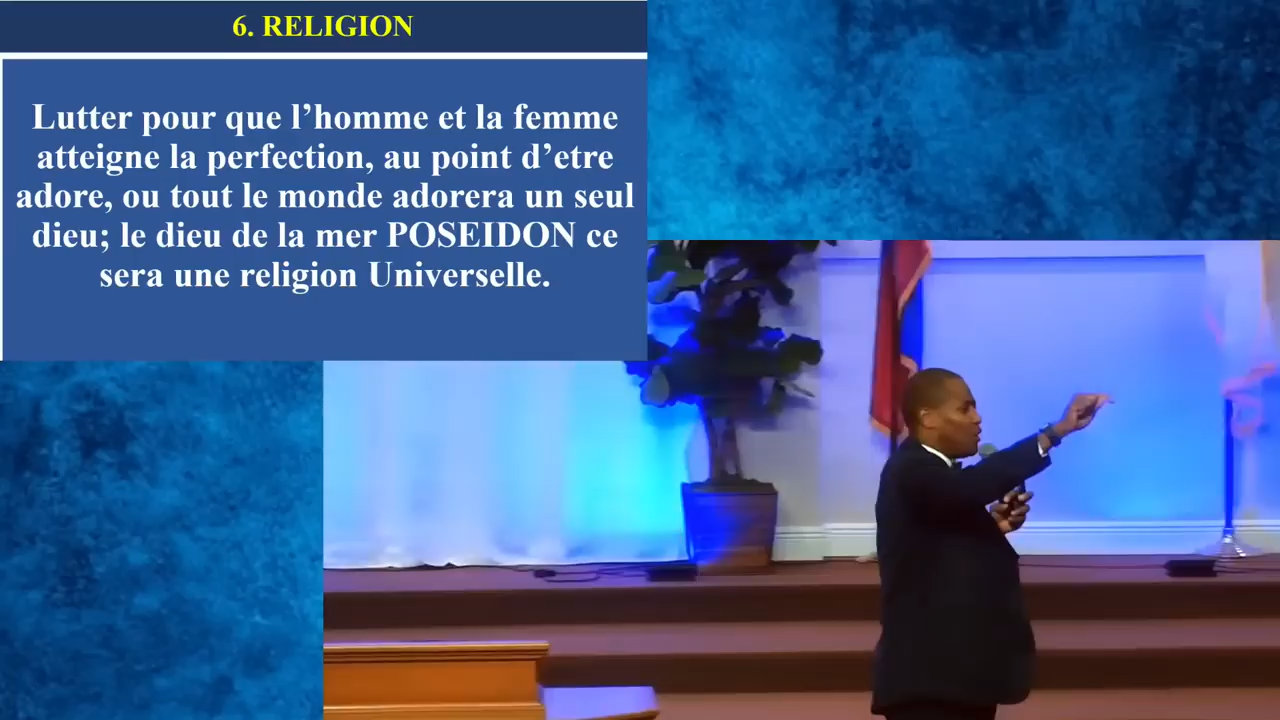 6. RELIGION
Lutter pour que l’homme et la femme
atteigne la perfection, au point d’etre
adore, ou tout le monde adorera un seul
dieu; le dieu de la mer POSEIDON ce
sera une religion Universelle.